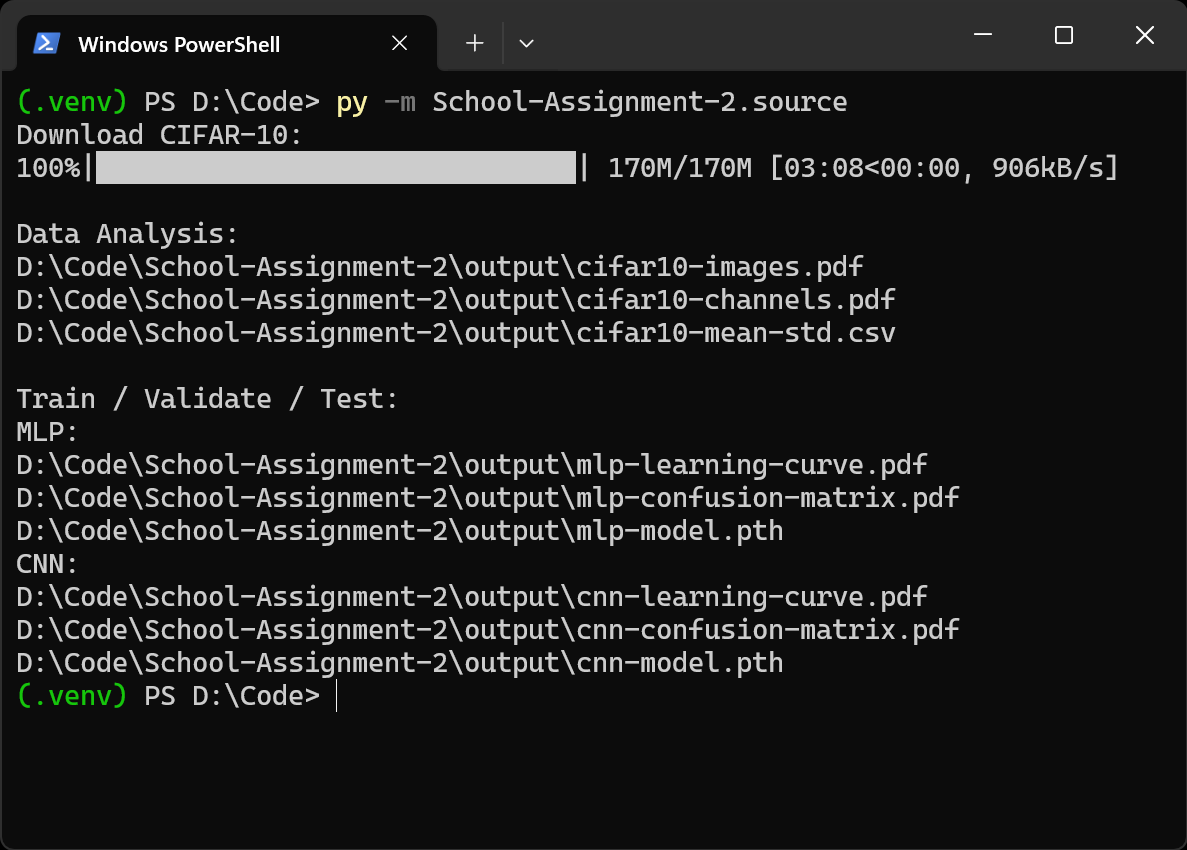 Windows PowerShell
(.venv) PS D:\Code> py -m School-Assignment-2.source
Download CIFAR-10:
100%|██████████████████████████████| 170M/170M [03:08<00:00, 906kB/s]
Data Analysis:
D:\Code\School-Assignment-2\output\cifar10-images.pdf
D:\Code\School-Assignment-2\output\cifar10-channels.pdf
D:\Code\School-Assignment-2\output\cifar10-mean-std.csv
Train / Validate / Test:
MLP:
D:\Code\School-Assignment-2\output\mlp-learning-curve.pdf
D:\Code\School-Assignment-2\output\mlp-confusion-matrix.pdf
D:\Code\School-Assignment-2\output\mlp-model.pth
CNN:
D:\Code\School-Assignment-2\output\cnn-learning-curve.pdf
D:\Code\School-Assignment-2\output\cnn-confusion-matrix.pdf
D:\Code\School-Assignment-2\output\cnn-model.pth
(.venv) PS D:\Code>